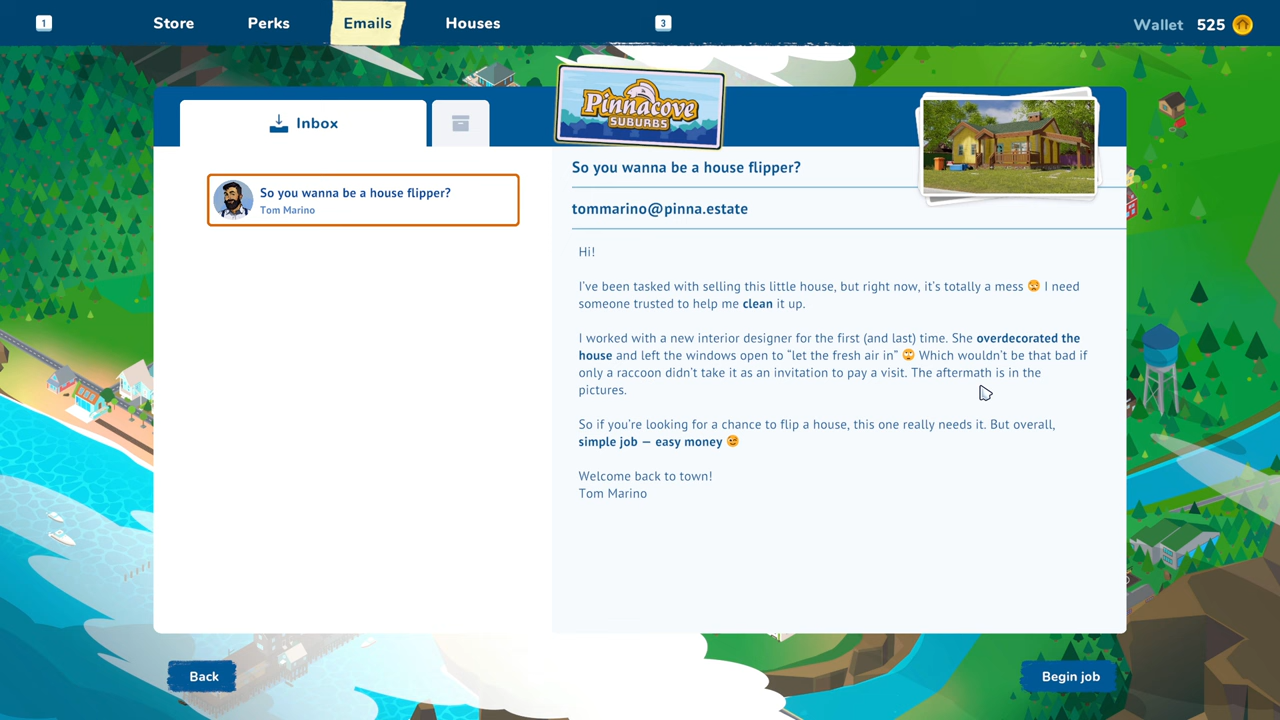 1
Store
Perks
Emails
Houses
3
Wallet 525
Inbox
Pinnacove
SUBURBS
So you wanna be a house flipper?
Tom Marino
So you wanna be a house flipper?
tommarino@pinna.estate
Hi!
I've been tasked with selling this little house, but right now, it's totally a mess 😥 I need
someone trusted to help me clean it up.
I worked with a new interior designer for the first (and last) time. She overdecorated the
house and left the windows open to “let the fresh air in” 🙄 Which wouldn't be that bad if
only a raccoon didn't take it as an invitation to pay a visit. The aftermath is in the
pictures.
So if you're looking for a chance to flip a house, this one really needs it. But overall,
simple job — easy money 😉
Welcome back to town!
Tom Marino
Back
Begin job